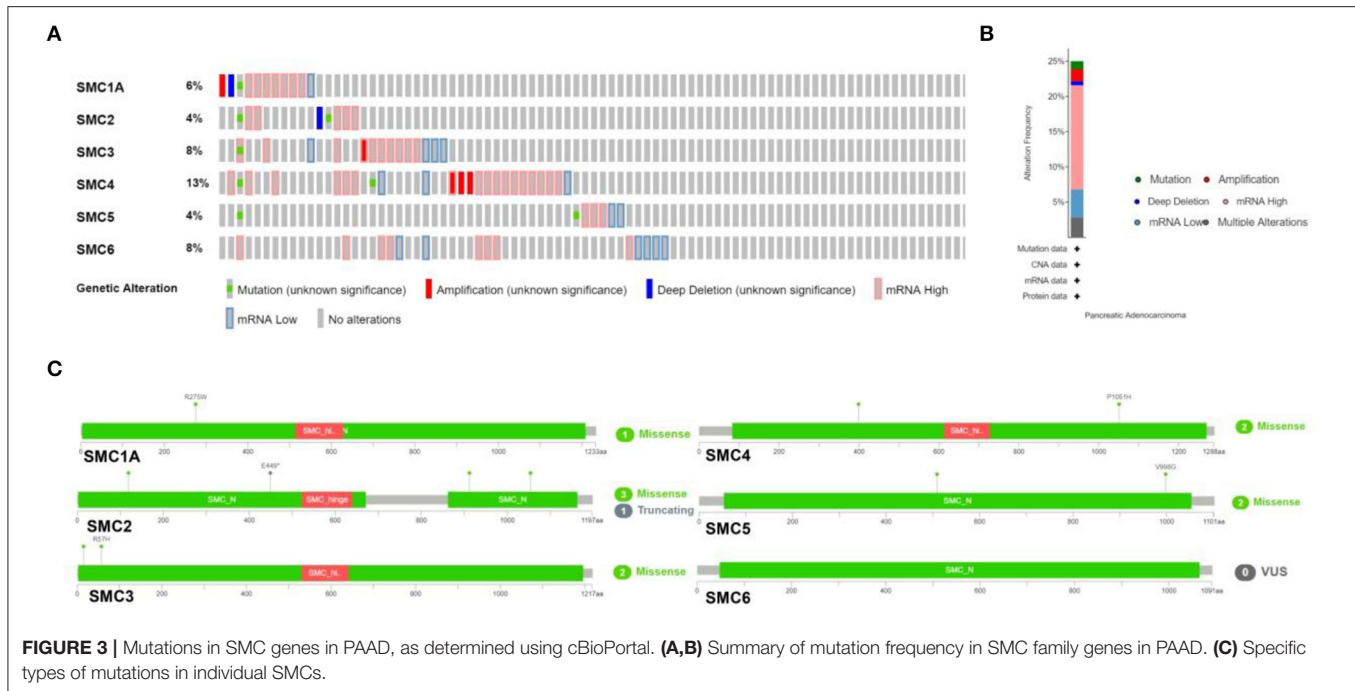 A
SMC1A 6%
SMC2 4%
SMC3 8%
SMC4 13%
SMC5 4%
SMC6 8%
Genetic Alteration
Mutation (unknown significance) Amplification (unknown significance) Deep Deletion (unknown significance) mRNA High
mRNA Low No alterations
B
25%
20%
15%
10%
5%
Alteration Frequency
Mutation Amplification
Deep Deletion mRNA High
mRNA Low Multiple Alterations
Mutation data +
CNA data +
mRNA data +
Protein data +
Pancreatic Adenocarcinoma
C
R275W
SMC_hi.. N
0 200 400 600 800 1000 1233aa
SMC1A
1 Missense
E449*
SMC_N SMC_hinge SMC_N
0 200 400 600 800 1000 1197aa
SMC2
3 Missense
1 Truncating
R57H
SMC_hi..
0 200 400 600 800 1000 1217aa
SMC3
2 Missense
P1051H
SMC_hi..
0 200 400 600 800 1000 1288aa
SMC4
2 Missense
V998G
SMC_N
0 200 400 600 800 1000 1101aa
SMC5
2 Missense
SMC_N
0 200 400 600 800 1000 1091aa
SMC6
0 VUS
FIGURE 3 | Mutations in SMC genes in PAAD, as determined using cBioPortal. (A,B) Summary of mutation frequency in SMC family genes in PAAD. (C) Specific
types of mutations in individual SMCs.